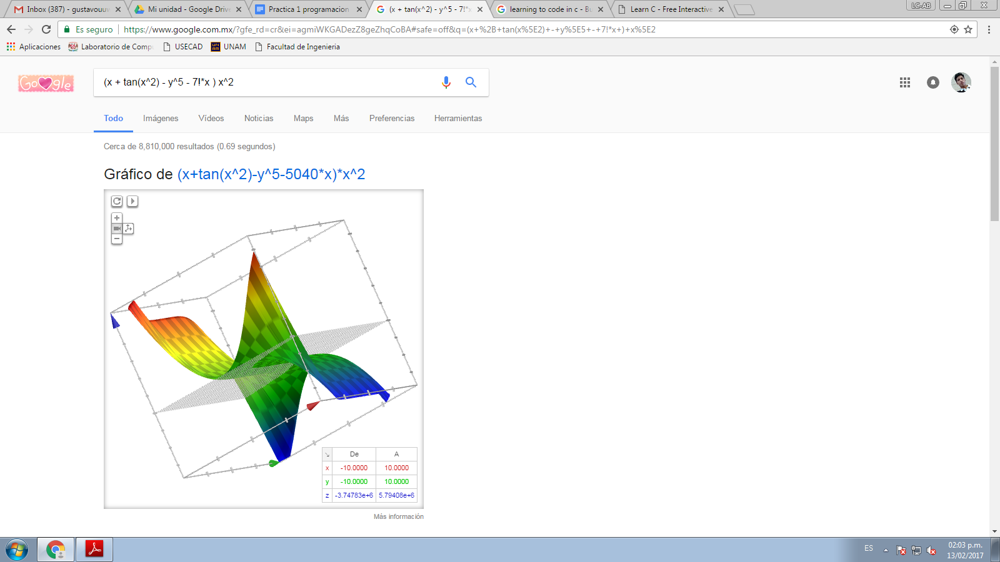 LC-AB
Inbox (387) - gustavouuv
Mi unidad - Google Drive
Practica 1 programacion
(x + tan(x^2) - y^5 - 7!*x
learning to code in c - Bu
Learn C - Free Interactive
Es seguro
https://www.google.com.mx/?gfe_rd=cr&ei=agmiWKGADezZ8geZhqCoBA#safe=off&q=(x+%2B+tan(x%5E2)+-+y%5E5+-+7!*x+)+x%5E2
Aplicaciones
Laboratorio de Compu
USECAD
UNAM
Facultad de Ingenieria
Google
(x + tan(x^2) - y^5 - 7!*x ) x^2
Todo
Imágenes
Vídeos
Noticias
Maps
Más
Preferencias
Herramientas
Cerca de 8,810,000 resultados (0.69 segundos)
Gráfico de (x+tan(x^2)-y^5-5040*x)*x^2
De A
x -10.0000 10.0000
y -10.0000 10.0000
z -3.74783e+6 5.79408e+6
Más información
ES
02:03 p.m.
13/02/2017